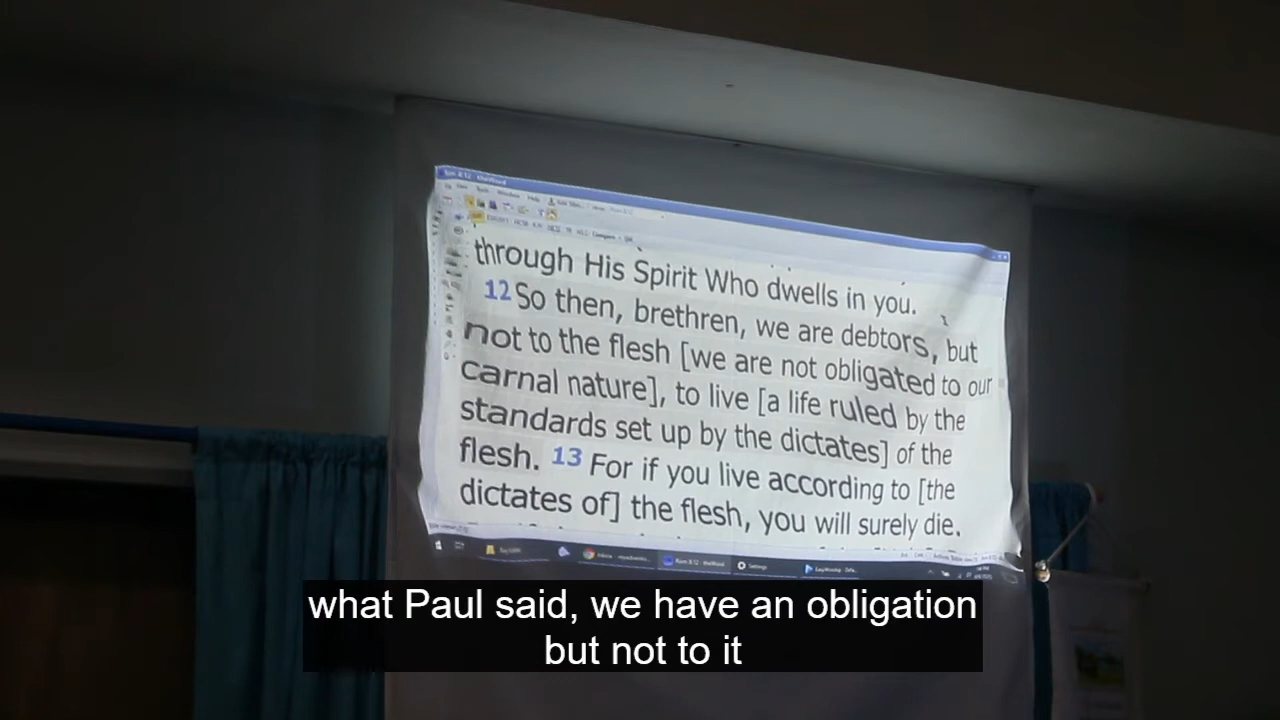 through His Spirit Who dwells in you.
12 So then, brethren, we are debtors, but
not to the flesh [we are not obligated to our
carnal nature], to live [a life ruled by the
standards set up by the dictates] of the
flesh. 13 For if you live according to [the
dictates of] the flesh, you will surely die.
Settings
what Paul said, we have an obligation
but not to it